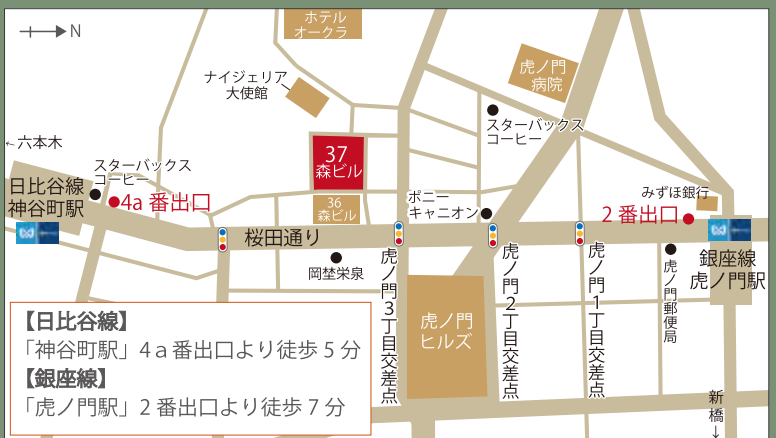 N
ホテル
オークラ
ナイジェリア
大使館
虎ノ門
病院
スターバックス
コーヒー
←六本木
37
森ビル
スターバックス
コーヒー
日比谷線
神谷町駅
4a 番出口
36
森ビル
ポニー
キャニオン
みずほ銀行
2 番出口
桜田通り
岡埜栄泉
虎ノ門3丁目交差点
虎ノ門2丁目交差点
虎ノ門1丁目交差点
虎ノ門郵便局
銀座線
虎ノ門駅
虎ノ門
ヒルズ
新橋→
【日比谷線】
「神谷町駅」4a番出口より徒歩5分
【銀座線】
「虎ノ門駅」2番出口より徒歩7分